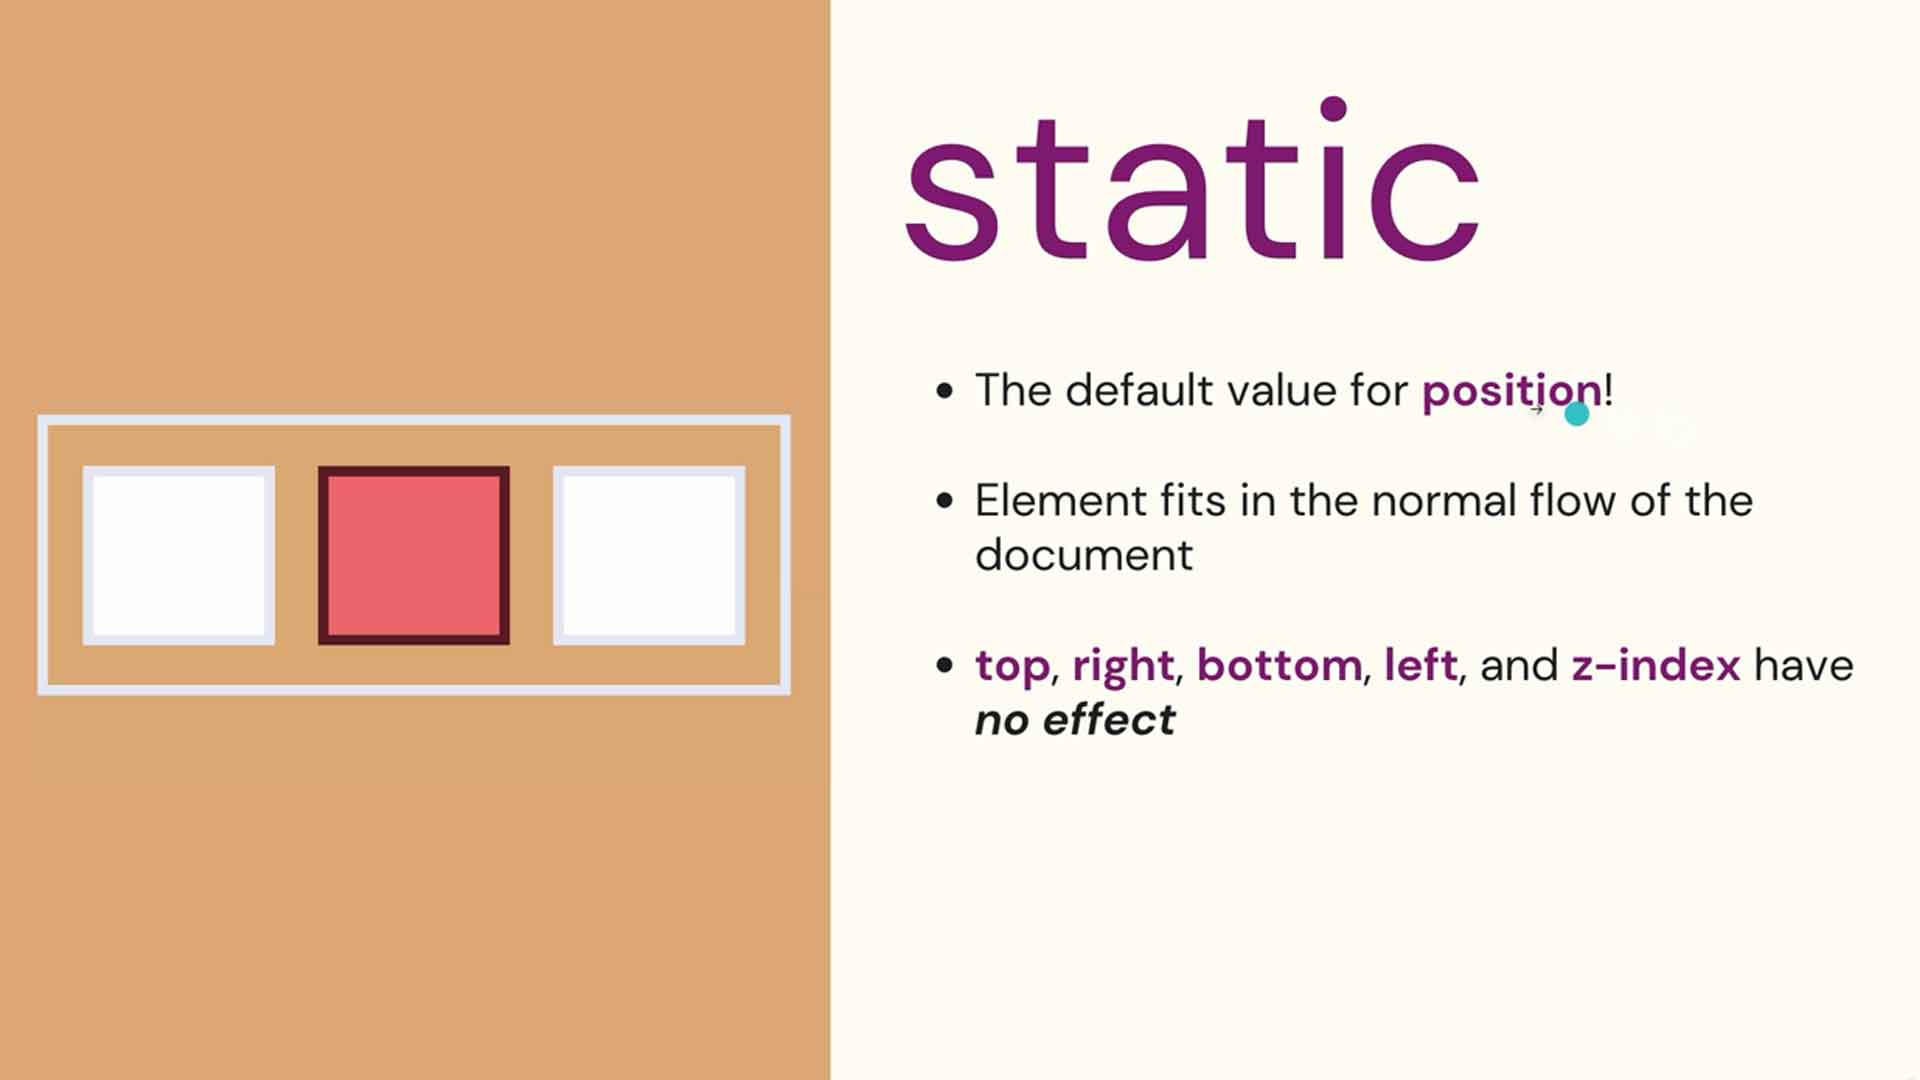 static
• The default value for position!
• Element fits in the normal flow of the
document
• top, right, bottom, left, and z-index have
no effect